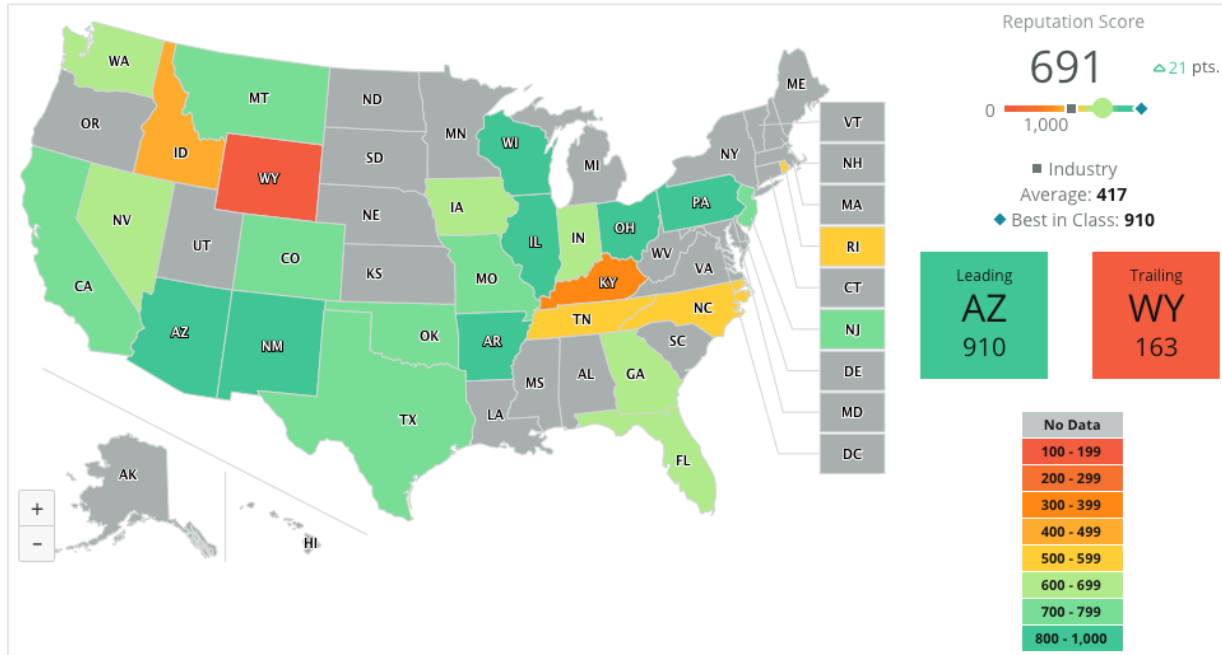 WA
MT
ND
MN
ME
OR
ID
WY
SD
WI
MI
NY
VT
NH
MA
RI
CT
NJ
DE
MD
DC
NV
UT
CO
NE
IA
IL
IN
OH
PA
WV
VA
CA
KS
MO
KY
AZ
NM
OK
AR
TN
NC
SC
TX
LA
MS
AL
GA
FL
AK
HI
+
−
Reputation Score
691
21 pts.
0
1,000
Industry
Average: 417
Best in Class: 910
Leading
AZ
910
Trailing
WY
163
No Data
100 - 199
200 - 299
300 - 399
400 - 499
500 - 599
600 - 699
700 - 799
800 - 1,000